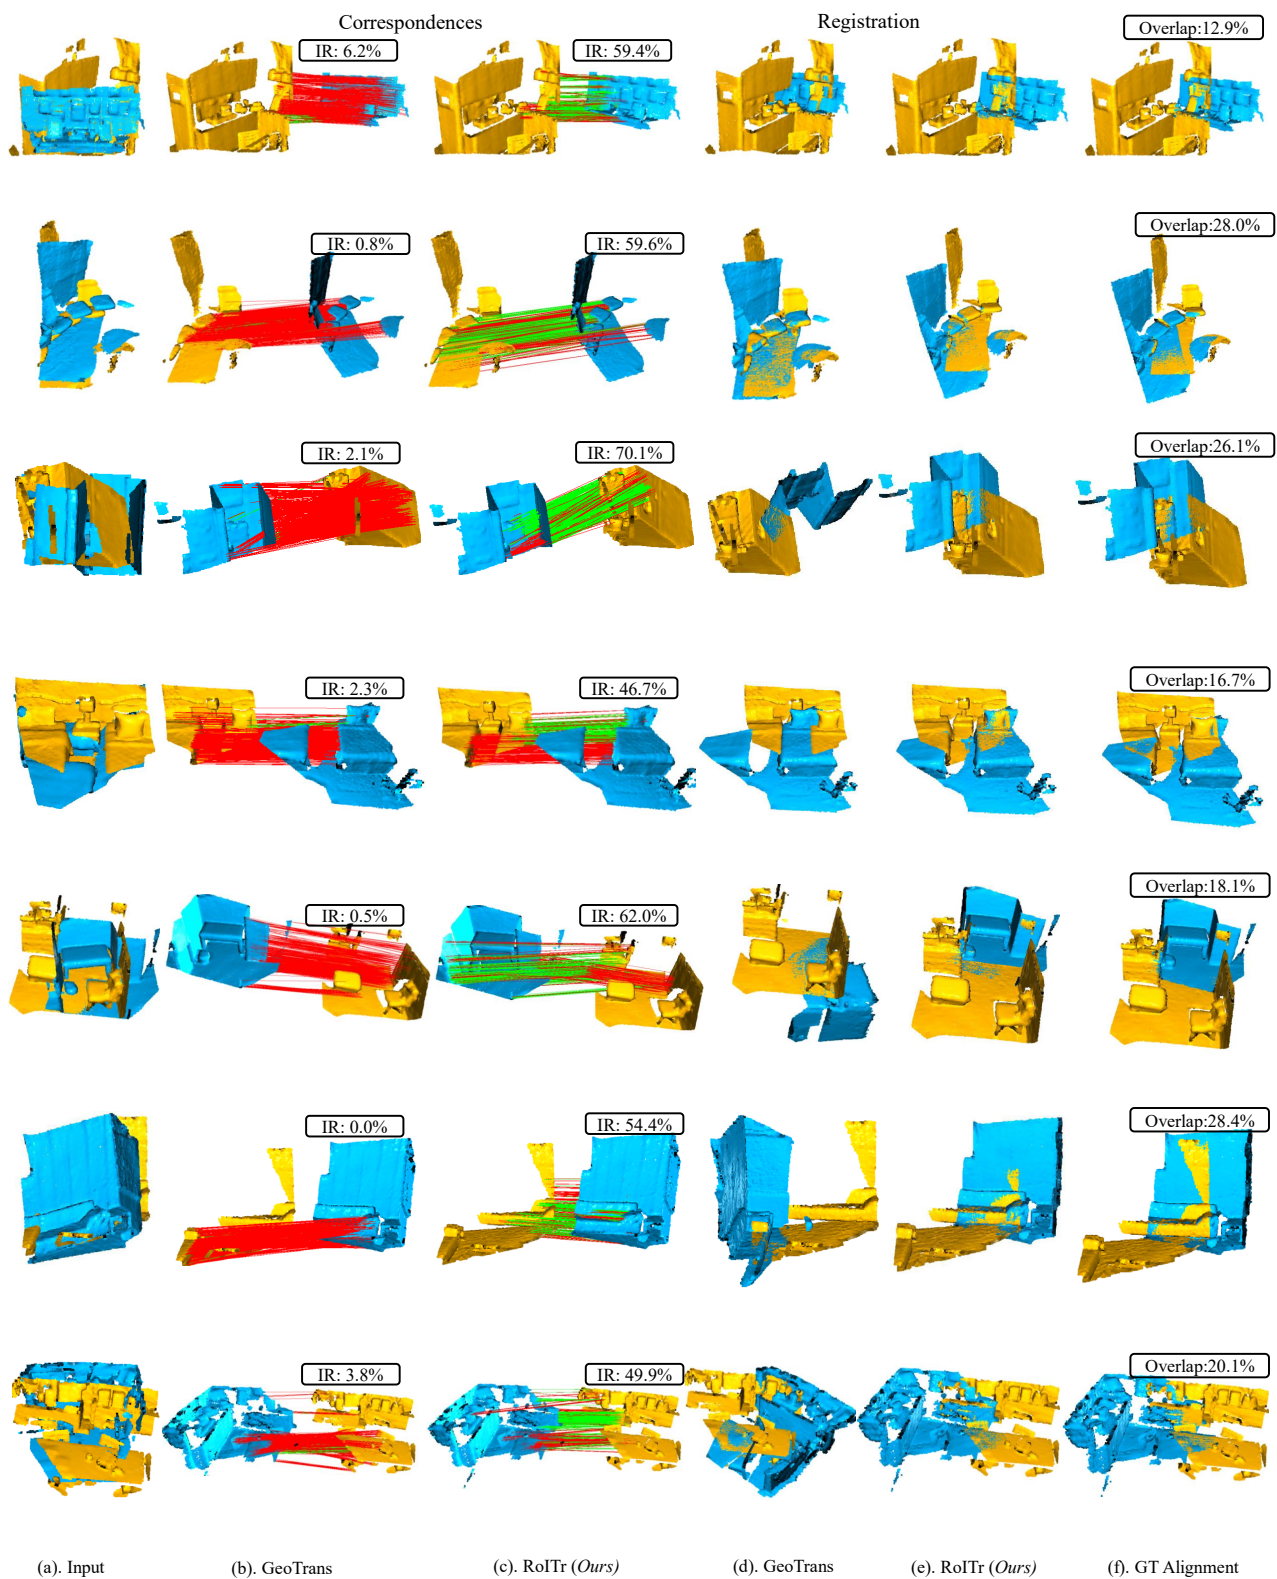 Correspondences
Registration
IR: 6.2%
IR: 59.4%
Overlap:12.9%
IR: 0.8%
IR: 59.6%
Overlap:28.0%
IR: 2.1%
IR: 70.1%
Overlap:26.1%
IR: 2.3%
IR: 46.7%
Overlap:16.7%
IR: 0.5%
IR: 62.0%
Overlap:18.1%
IR: 0.0%
IR: 54.4%
Overlap:28.4%
IR: 3.8%
IR: 49.9%
Overlap:20.1%
(a). Input
(b). GeoTrans
(c). RoITr (Ours)
(d). GeoTrans
(e). RoITr (Ours)
(f). GT Alignment